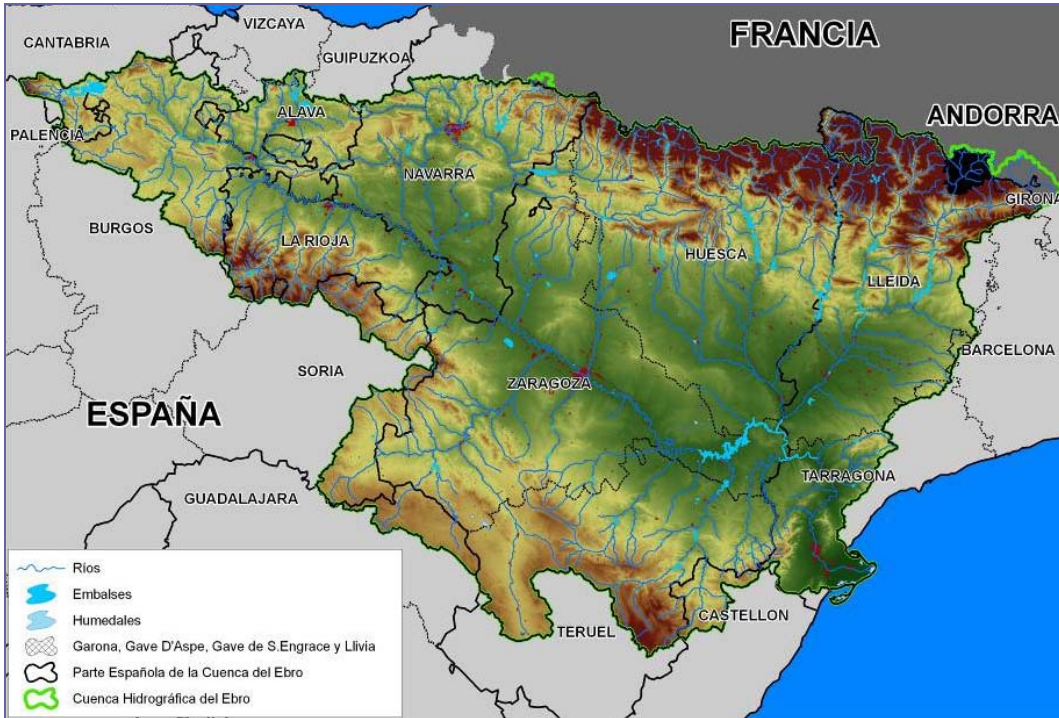 VIZCAYA
FRANCIA
CANTABRIA
GUIPUZKOA
ALAVA
ANDORRA
PALENCIA
NAVARRA
GIRONA
BURGOS
LA RIOJA
HUESCA
LLEIDA
BARCELONA
SORIA
ZARAGOZA
ESPAÑA
TARRAGONA
GUADALAJARA
CASTELLON
TERUEL
Ríos
Embalses
Humedales
Garona, Gave D'Aspe, Gave de S.Engrace y Llivia
Parte Española de la Cuenca del Ebro
Cuenca Hidrográfica del Ebro